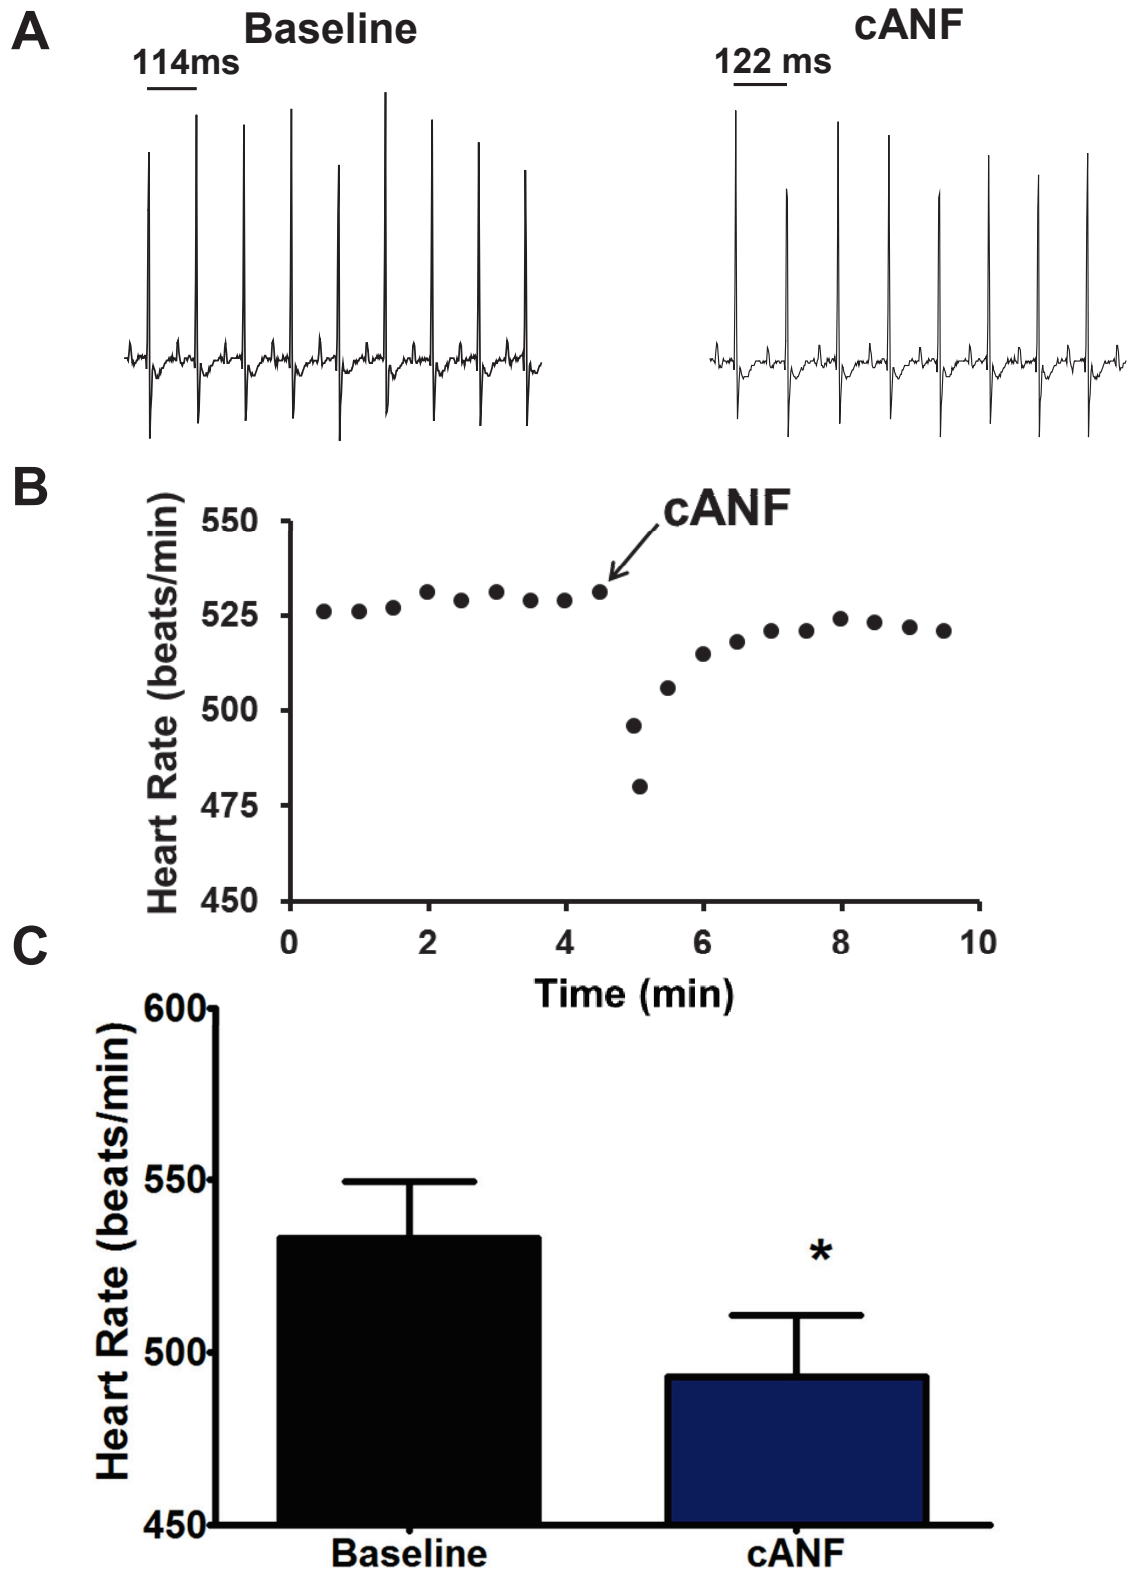 A
Baseline
cANF
114ms
122 ms
B
cANF
Heart Rate (beats/min)
550
525
500
475
450
0 2 4 6 8 10
Time (min)
C
Heart Rate (beats/min)
600
550
*
500
450
Baseline
cANF